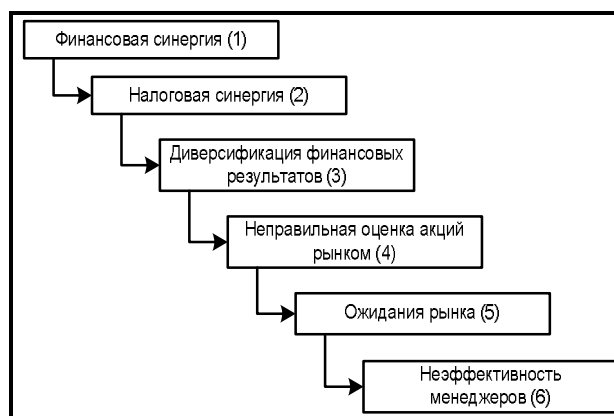 Финансовая синергия (1)
Налоговая синергия (2)
Диверсификация финансовых
результатов (3)
Неправильная оценка акций
рынком (4)
Ожидания рынка (5)
Неэффективность
менеджеров (6)